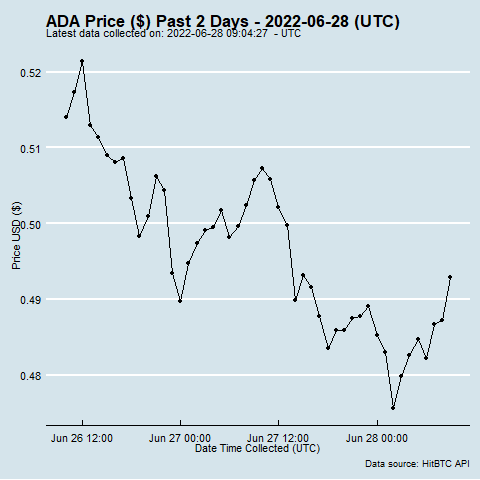 ADA Price ($) Past 2 Days - 2022-06-28 (UTC)
Latest data collected on: 2022-06-28 09:04:27  - UTC
0.52
0.51
0.50
0.49
0.48
Price USD ($)
Jun 26 12:00
Jun 27 00:00
Jun 27 12:00
Jun 28 00:00
Date Time Collected (UTC)
Data source: HitBTC API